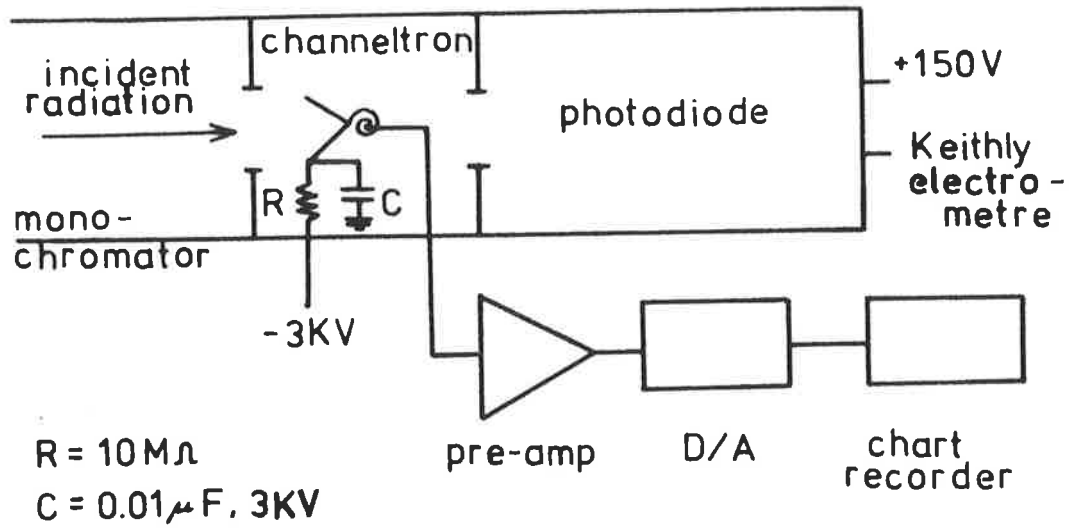 channeltron
incident
radiation
+150V
photodiode
Keithly
electro-
metre
R
C
mono-
chromator
-3KV
pre-amp
D/A
chart
recorder
R = 10MΩ
C = 0.01μF, 3KV